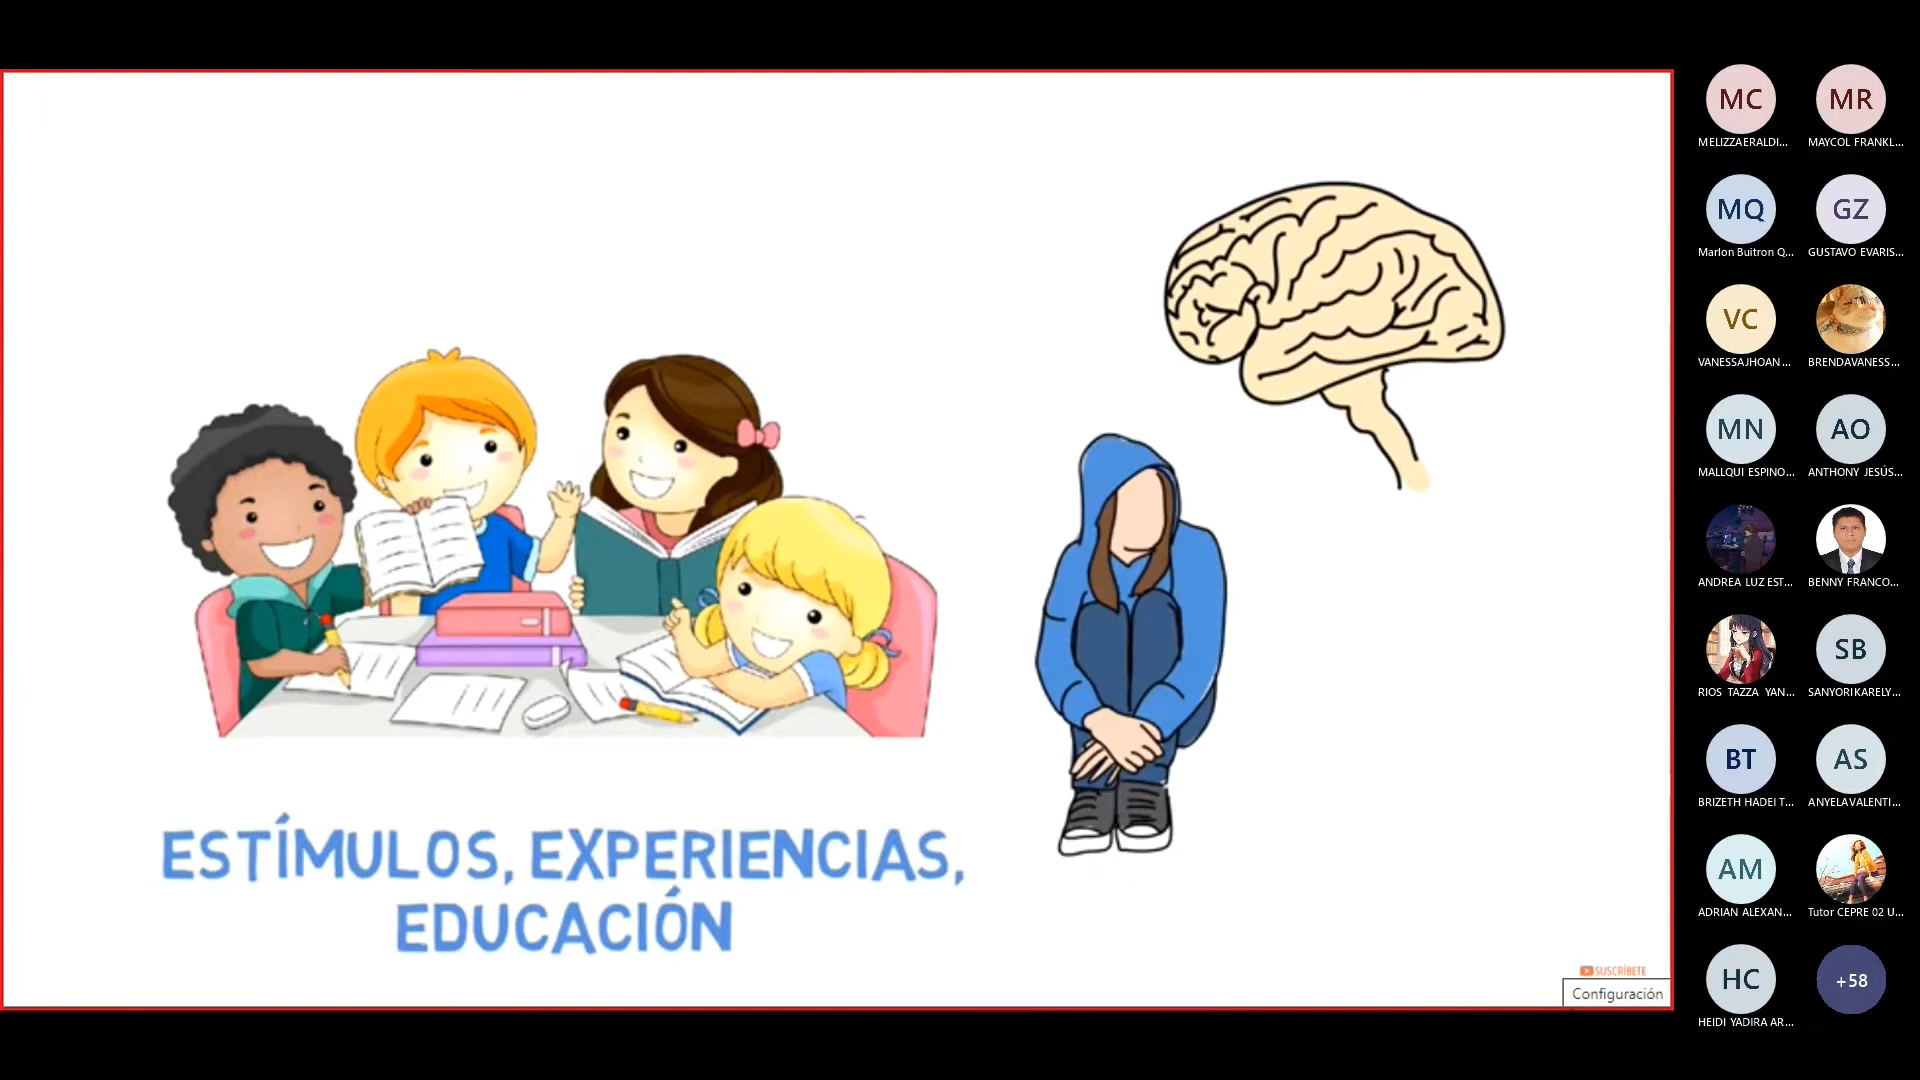 ESTÍMULOS, EXPERIENCIAS,
EDUCACIÓN
SUSCRÍBETE
Configuración
MC
MELIZZAERALDI...
MR
MAYCOL FRANKL...
MQ
Marlon Buitron Q...
GZ
GUSTAVO EVARIS...
VC
VANESSAJHOAN...
BRENDAVANESS...
MN
MALLQUI ESPINO...
AO
ANTHONY JESÚS...
ANDREA LUZ EST...
BENNY FRANCO...
RIOS TAZZA YAN...
SB
SANYORIKARELY...
BT
BRIZETH HADEI T...
AS
ANYELAVALENTI...
AM
ADRIAN ALEXAN...
Tutor CEPRE 02 U...
HC
HEIDI YADIRA AR...
+58